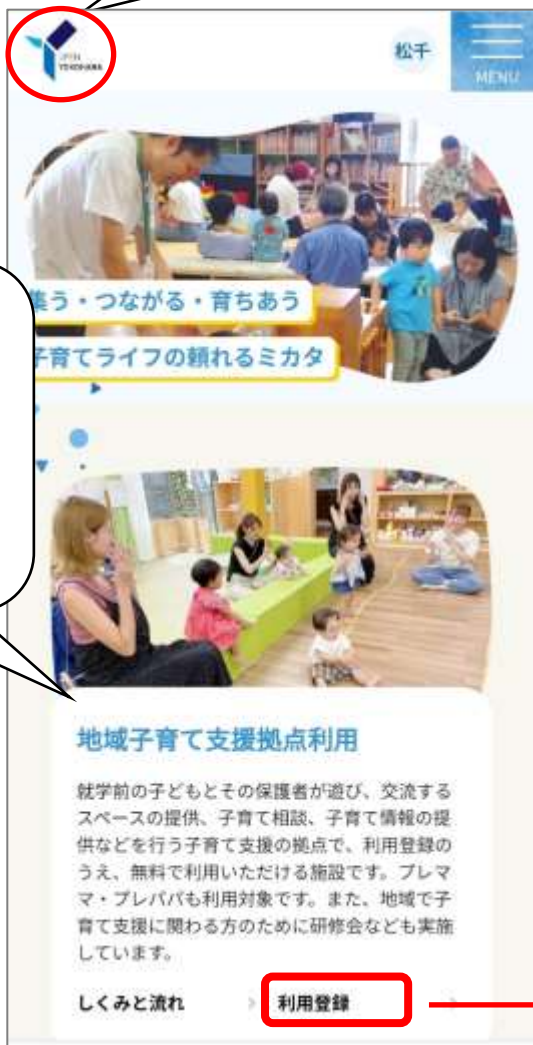 OPEN
YOKOHAMA
松千
MENU
集う・つながる・育ちあう
子育てライフの頼れるミカタ
地域子育て支援拠点利用
就学前の子どもとその保護者が遊び、交流する
スペースの提供、子育て相談、子育て情報の提
供などを行う子育て支援の拠点で、利用登録の
うえ、無料で利用いただける施設です。プレマ
マ・プレパパも利用対象です。また、地域で子
育て支援に関わる方のために研修会なども実施
しています。
しくみと流れ > 利用登録 >